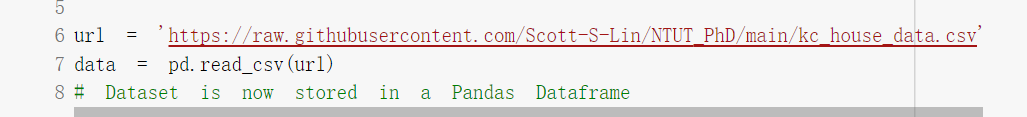 5
6 url = 'https://raw.githubusercontent.com/Scott-S-Lin/NTUT_PhD/main/kc_house_data.csv'
7 data = pd.read_csv(url)
8 # Dataset is now stored in a Pandas Dataframe